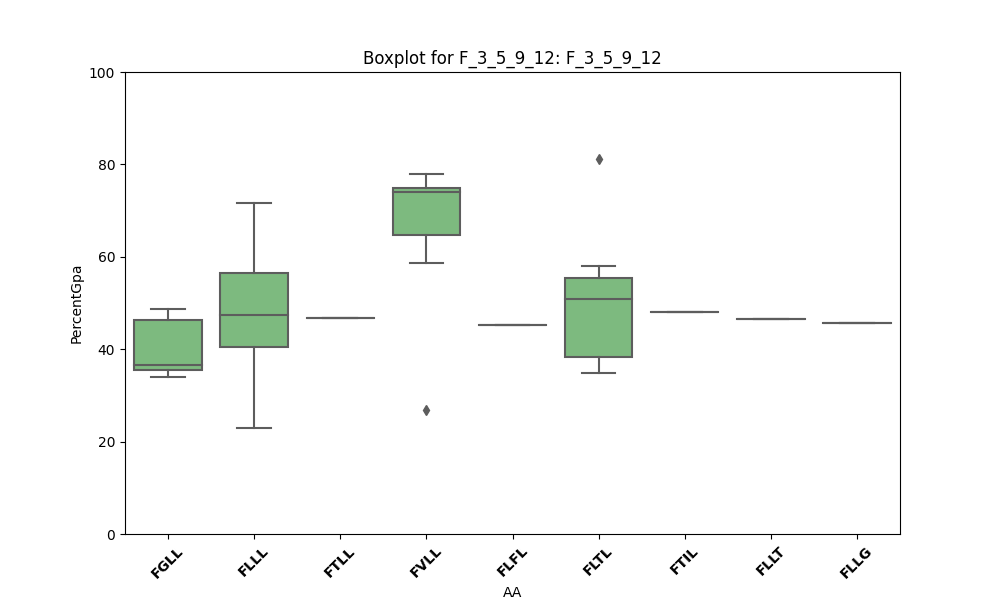 Boxplot for F_3_5_9_12: F_3_5_9_12
100
80
60
40
20
0
PercentGpa
FGLL
FLLL
FTLL
FVLL
FLFL
FLTL
FTIL
FLLT
FLLG
AA